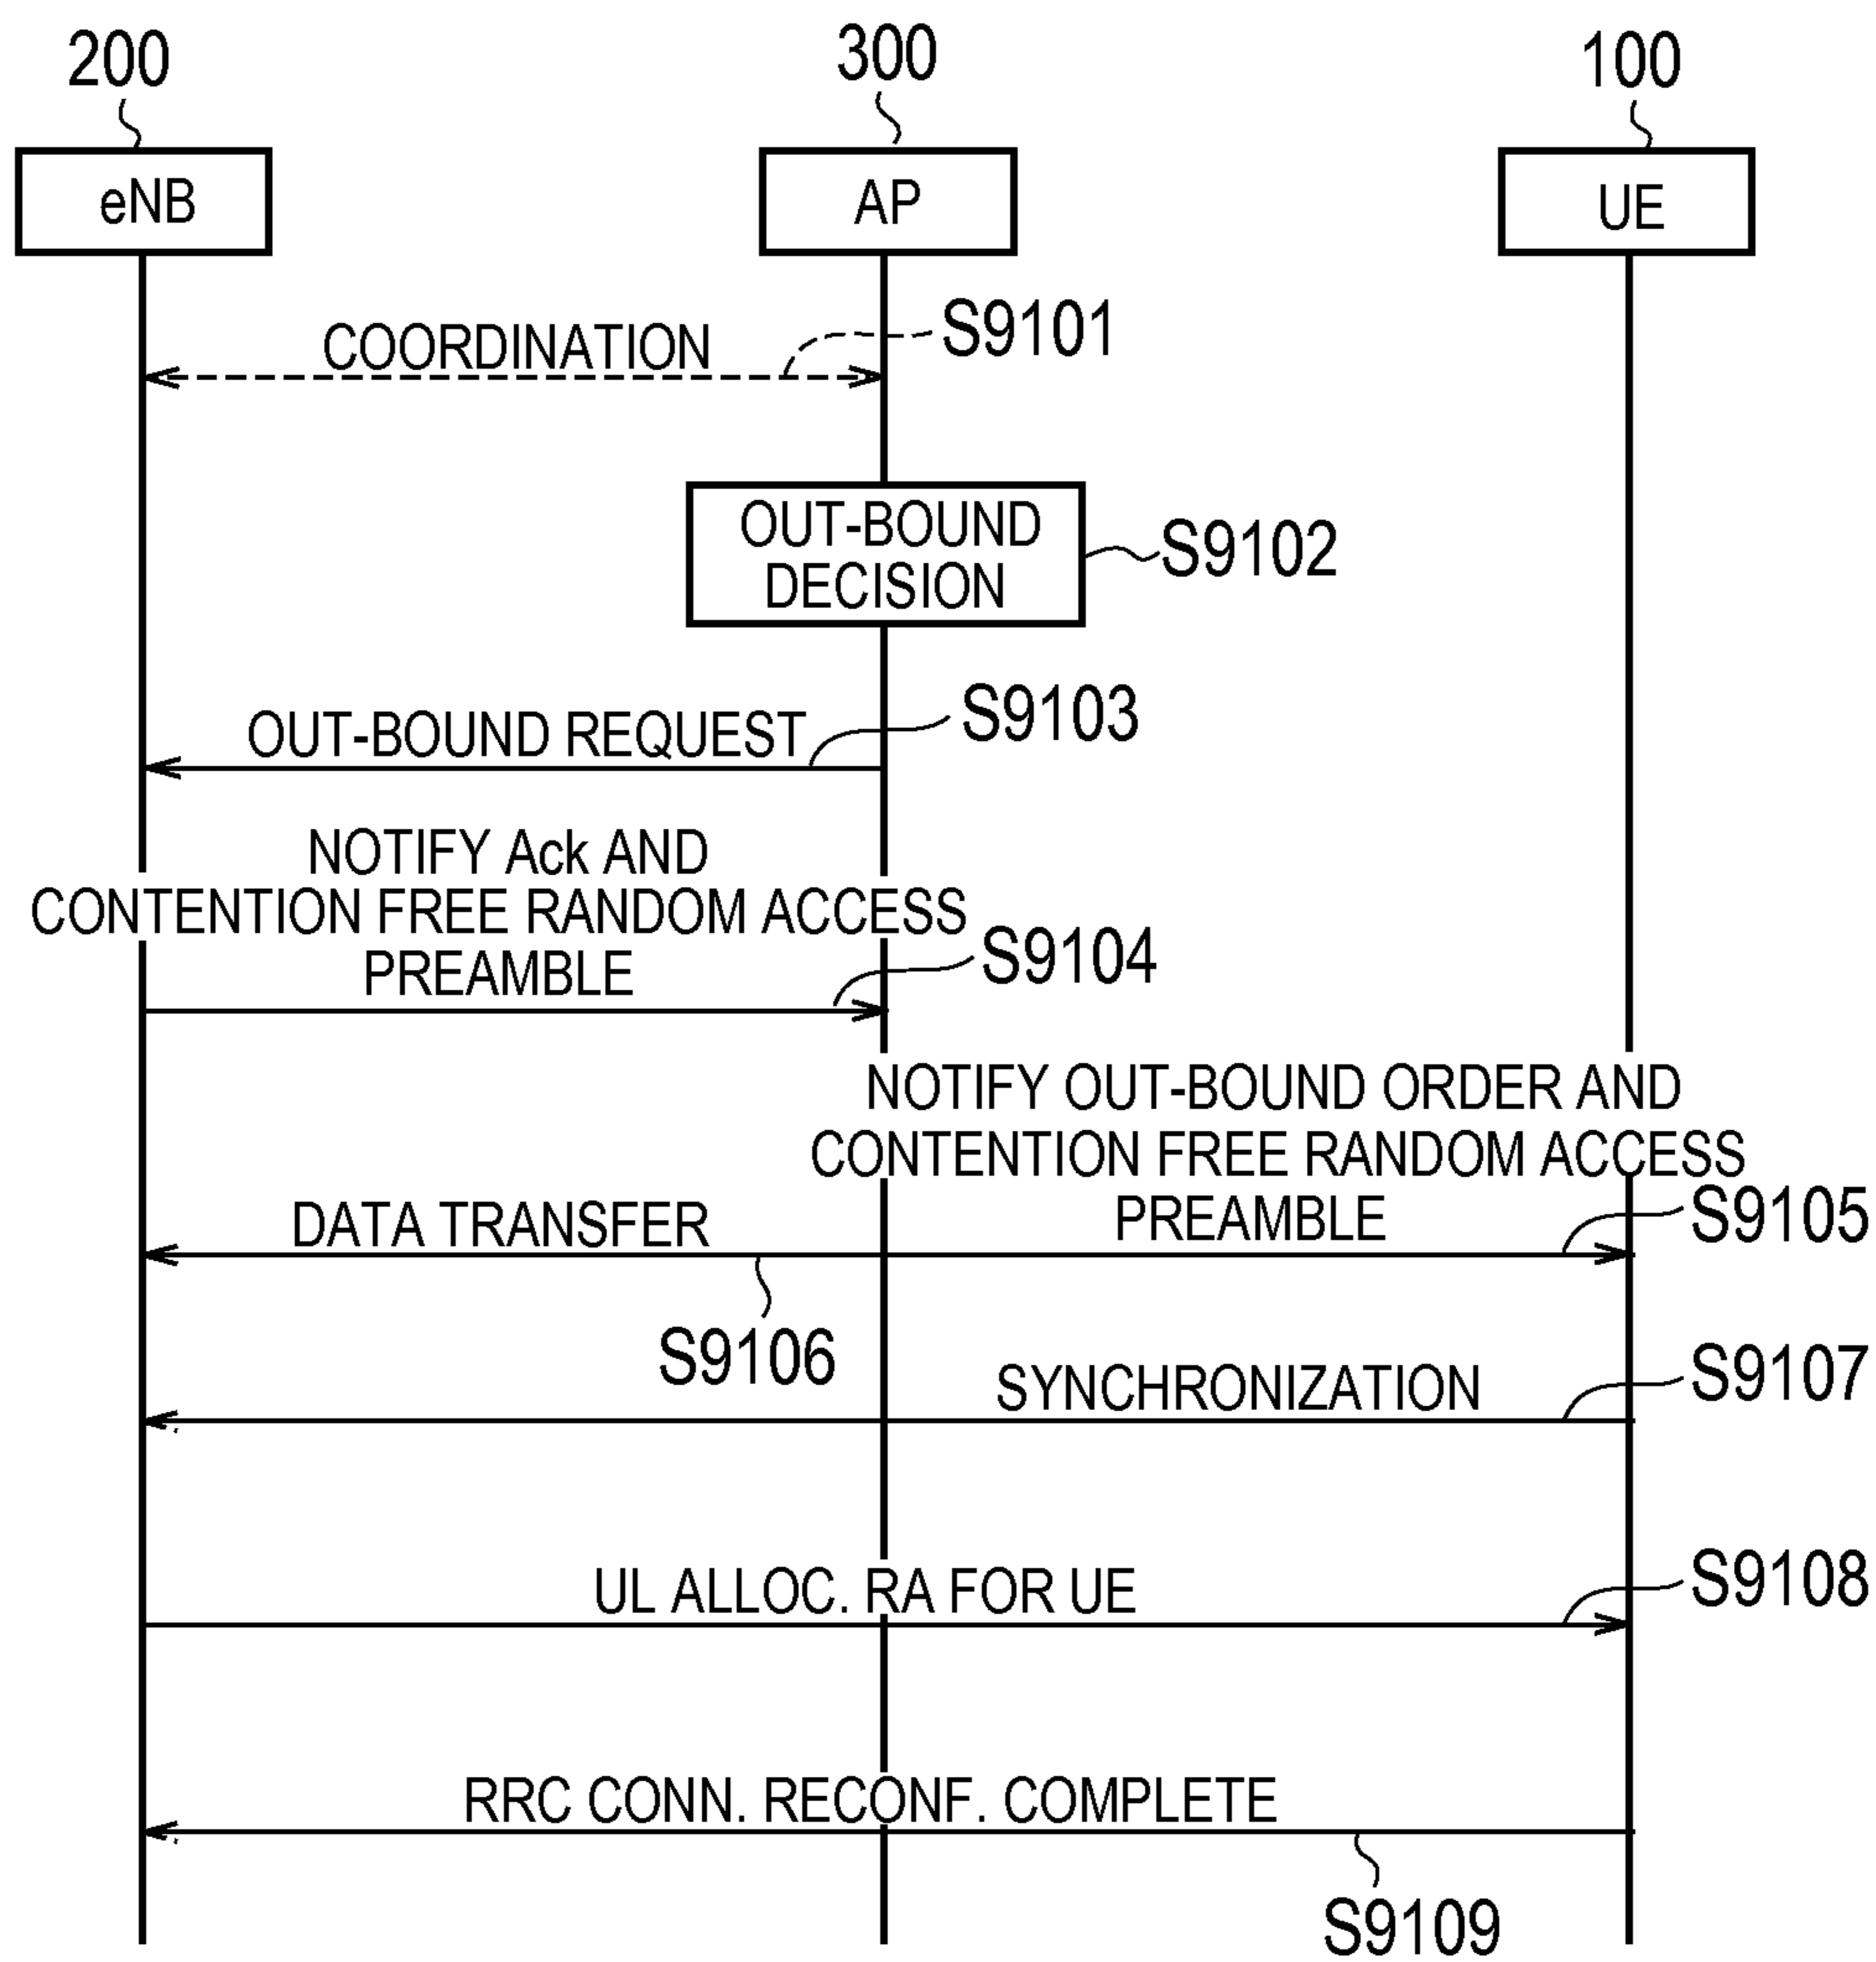 200
300
100
eNB
AP
UE
COORDINATION
S9101
OUT-BOUND
DECISION
S9102
OUT-BOUND REQUEST
S9103
NOTIFY Ack AND
CONTENTION FREE RANDOM ACCESS
PREAMBLE
S9104
NOTIFY OUT-BOUND ORDER AND
CONTENTION FREE RANDOM ACCESS
PREAMBLE
S9105
DATA TRANSFER
S9106
SYNCHRONIZATION
S9107
UL ALLOC. RA FOR UE
S9108
RRC CONN. RECONF. COMPLETE
S9109